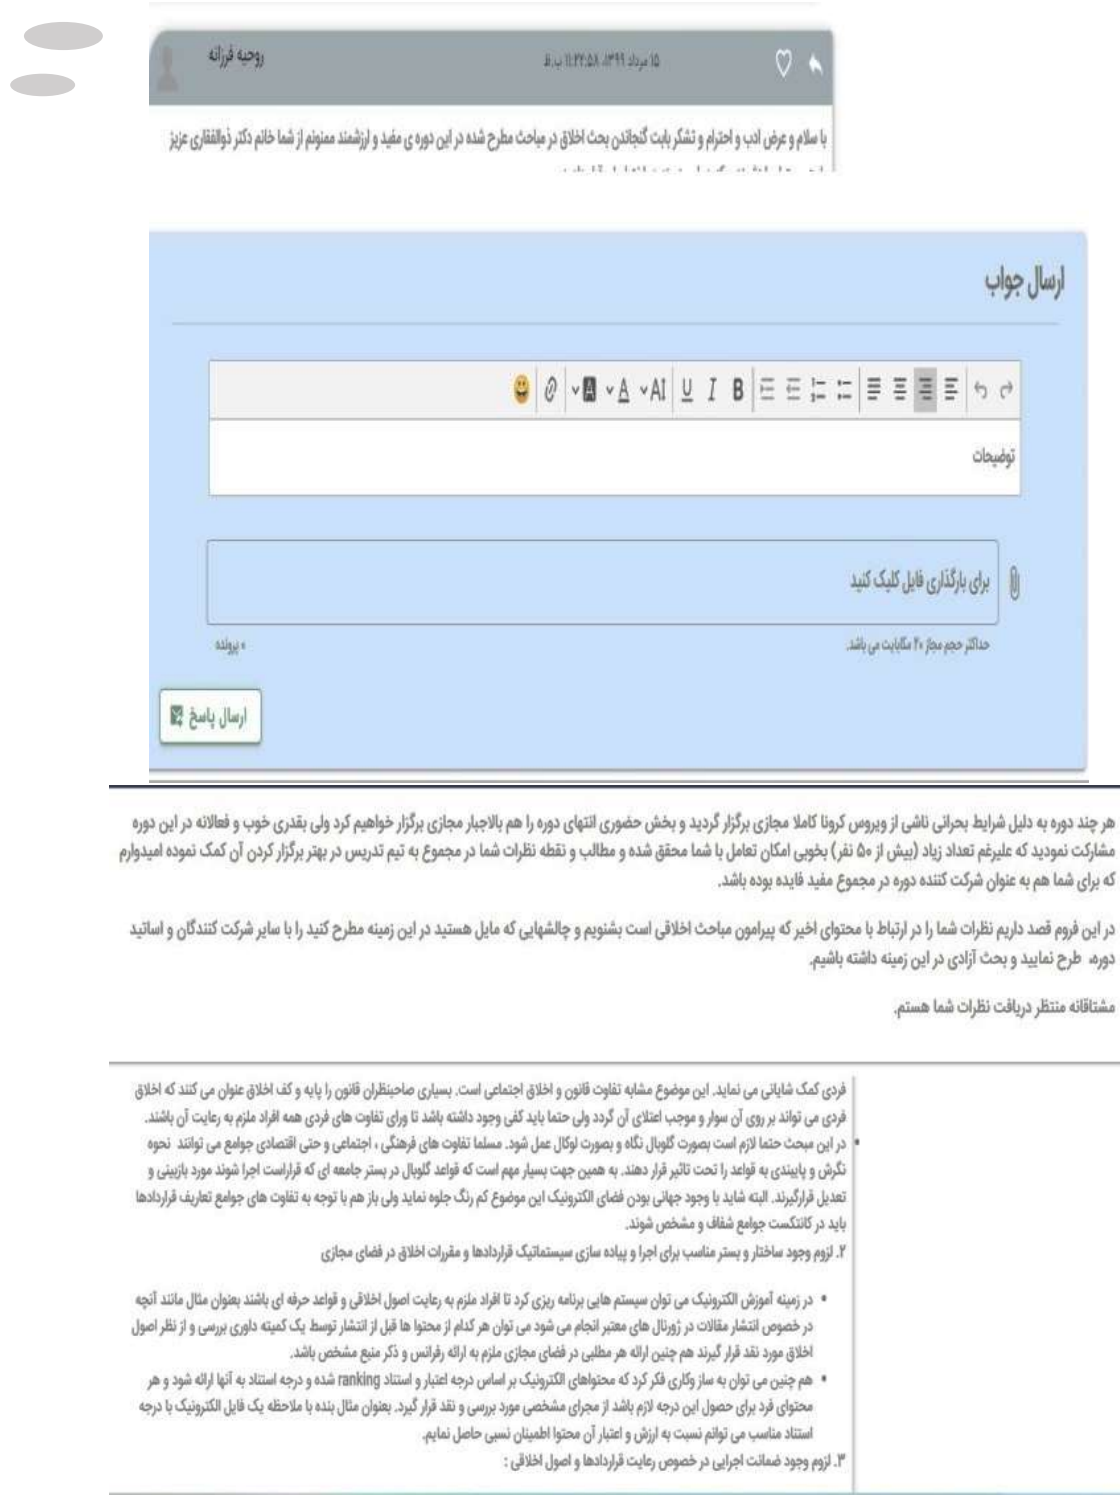 روحیه فرزانه
۱۵ مرداد ۱۳۹۹، ۱۱:۲۲:۵۸ ب.ظ
با سلام و عرض ادب و احترام و تشکر بابت گنجاندن بحث اخلاق در مباحث مطرح شده در این دوره ی مفید و ارزشمند ممنونم از شما خانم دکتر ذوالفقاری عزیز
ارسال جواب
توضیحات
برای بارگذاری فایل کلیک کنید
حداکثر حجم مجاز ۲۰ مگابایت می باشد.
۰ پرونده
ارسال پاسخ
هر چند دوره به دلیل شرایط بحرانی ناشی از ویروس کرونا کاملا مجازی برگزار گردید و بخش حضوری انتهای دوره را هم بالاجبار مجازی برگزار خواهیم کرد ولی بقدری خوب و فعالانه در این دوره
مشارکت نمودید که علیرغم تعداد زیاد (بیش از ۵۰ نفر) بخوبی امکان تعامل با شما محقق شده و مطالب و نقطه نظرات شما در مجموع به تیم تدریس در بهتر برگزار کردن آن کمک نموده امیدوارم
که برای شما هم به عنوان شرکت کننده دوره در مجموع مفید فایده بوده باشد.
در این فروم قصد داریم نظرات شما را در ارتباط با محتوای اخیر که پیرامون مباحث اخلاقی است بشنویم و چالشهایی که مایل هستید در این زمینه مطرح کنید را با سایر شرکت کنندگان و اساتید
دوره، طرح نمایید و بحث آزادی در این زمینه داشته باشیم.
مشتاقانه منتظر دریافت نظرات شما هستم.
فردی کمک شایانی می نماید. این موضوع مشابه تفاوت قانون و اخلاق اجتماعی است. بسیاری صاحبنظران قانون را پایه و کف اخلاق عنوان می کنند که اخلاق
فردی می تواند بر روی آن سوار و موجب اعتلای آن گردد ولی حتما باید کفی وجود داشته باشد تا ورای تفاوت های فردی همه افراد ملزم به رعایت آن باشند.
• در این مبحث حتما لازم است بصورت گلوبال نگاه و بصورت لوکال عمل شود. مسلما تفاوت های فرهنگی ، اجتماعی و حتی اقتصادی جوامع می توانند نحوه
نگرش و پایبندی به قواعد را تحت تاثیر قرار دهند. به همین جهت بسیار مهم است که قواعد گلوبال در بستر جامعه ای که قراراست اجرا شوند مورد بازبینی و
تعدیل قرارگیرند. البته شاید با وجود جهانی بودن فضای الکترونیک این موضوع کم رنگ جلوه نماید ولی باز هم با توجه به تفاوت های جوامع تعاریف قراردادها
باید در کانتکست جوامع شفاف و مشخص شوند.
۲. لزوم وجود ساختار و بستر مناسب برای اجرا و پیاده سازی سیستماتیک قراردادها و مقررات اخلاق در فضای مجازی
• در زمینه آموزش الکترونیک می توان سیستم هایی برنامه ریزی کرد تا افراد ملزم به رعایت اصول اخلاقی و قواعد حرفه ای باشند بعنوان مثال مانند آنچه
در خصوص انتشار مقالات در ژورنال های معتبر انجام می شود می توان هر کدام از محتوا ها قبل از انتشار توسط یک کمیته داوری بررسی و از نظر اصول
اخلاق مورد نقد قرار گیرند هم چنین ارائه هر مطلبی در فضای مجازی ملزم به ارائه رفرانس و ذکر منبع مشخص باشد.
• هم چنین می توان به ساز وکاری فکر کرد که محتواهای الکترونیک بر اساس درجه اعتبار و استناد ranking شده و درجه استناد به آنها ارائه شود و هر
محتوای فرد برای حصول این درجه لازم باشد از مجرای مشخصی مورد بررسی و نقد قرار گیرد. بعنوان مثال بنده با ملاحظه یک فایل الکترونیک با درجه
استناد مناسب می توانم نسبت به ارزش و اعتبار آن محتوا اطمینان نسبی حاصل نمایم.
۳. لزوم وجود ضمانت اجرایی در خصوص رعایت قراردادها و اصول اخلاقی :